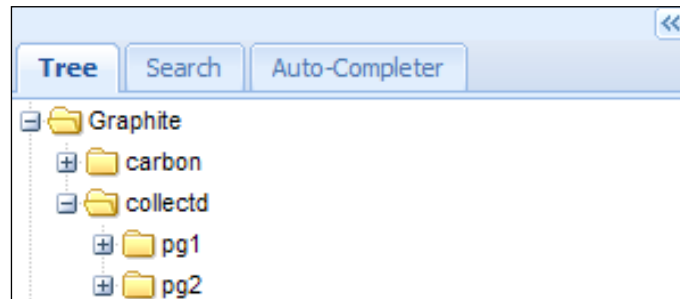 Tree Search Auto-Completer
Graphite
carbon
collectd
pg1
pg2